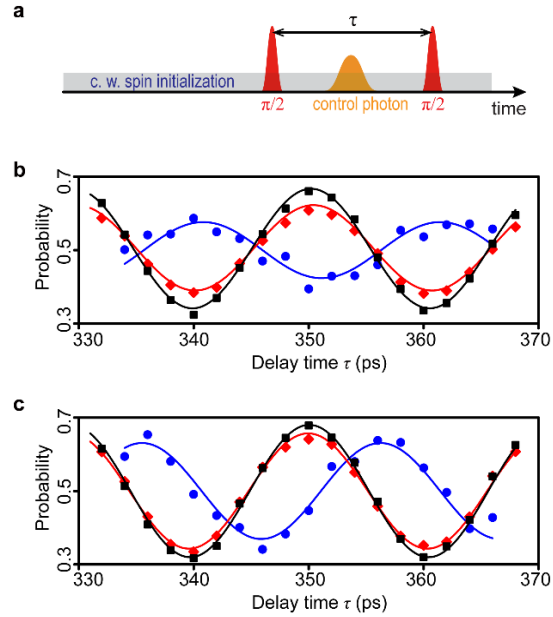 a
τ
c. w. spin initialization
π/2
control photon
π/2
time
b
0.7
0.5
0.3
Probability
330 340 350 360 370
Delay time τ (ps)
c
0.7
0.5
0.3
Probability
330 340 350 360 370
Delay time τ (ps)